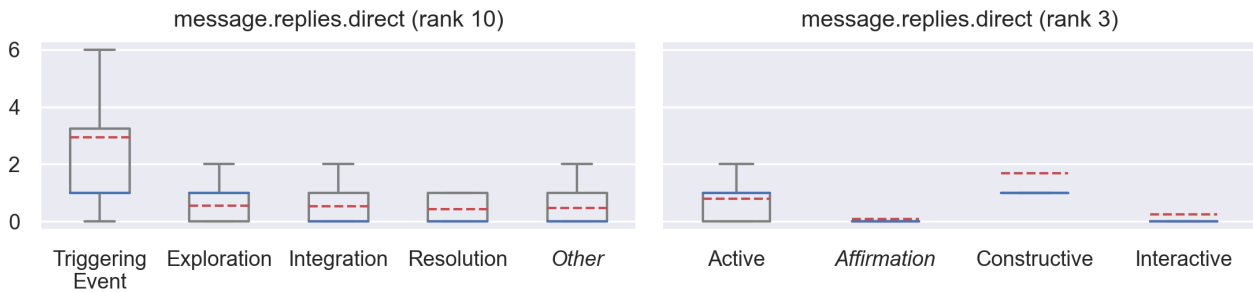 message.replies.direct (rank 10)
message.replies.direct (rank 3)
6
4
2
0
Triggering
Event
Exploration
Integration
Resolution
Other
Active
Affirmation
Constructive
Interactive